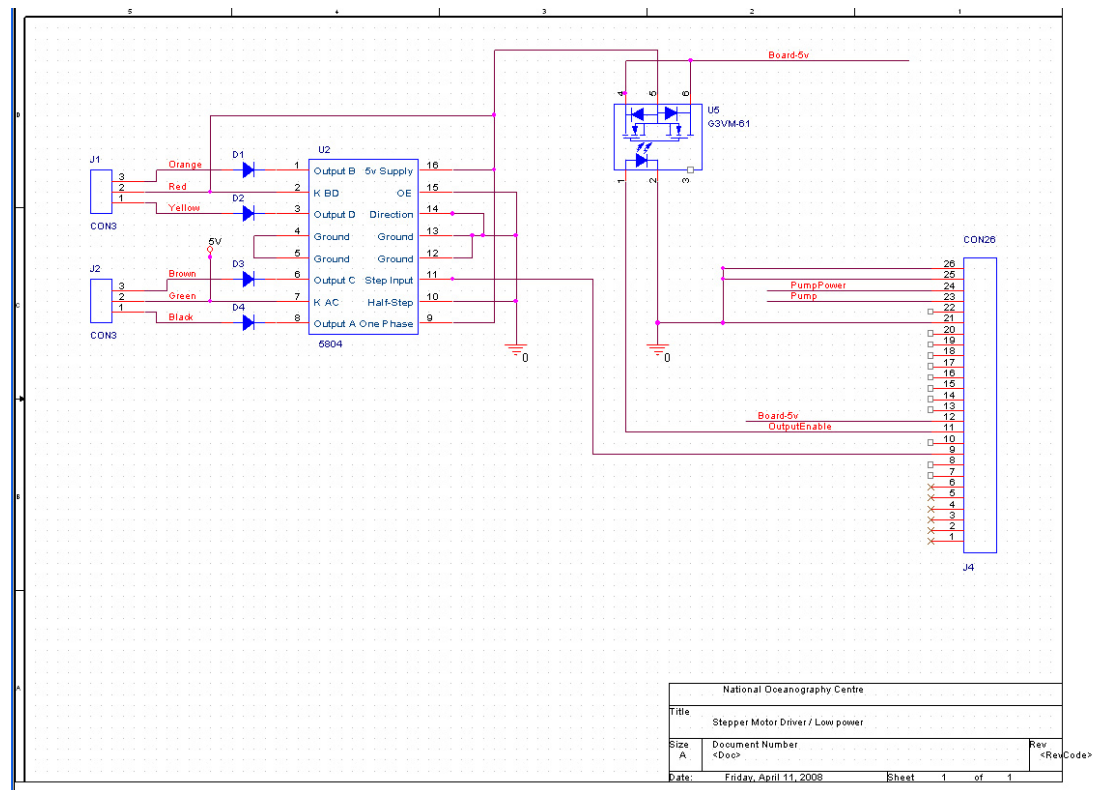 5 4 3 2 1
D
C
B
A
Board-5v
4 5 6
U5
G3VM-61
1 2 3
J1
3
2
1
CON3
Orange
Red
Yellow
D1
D2
5V
J2
3
2
1
CON3
Brown
Green
Black
D3
D4
U2
1 Output B 5v Supply 16
2 K BD OE 15
3 Output D Direction 14
4 Ground Ground 13
5 Ground Ground 12
6 Output C Step Input 11
7 K AC Half-Step 10
8 Output A One Phase 9
5804
0
0
CON26
26
25
PumpPower 24
Pump 23
22
21
20
19
18
17
16
15
14
13
Board-5v 12
OutputEnable 11
10
9
8
7
6
5
4
3
2
1
J4
National Oceanography Centre
Title
Stepper Motor Driver / Low power
Size Document Number Rev
A <Doc> <RevCode>
Date: Friday, April 11, 2008 Sheet 1 of 1